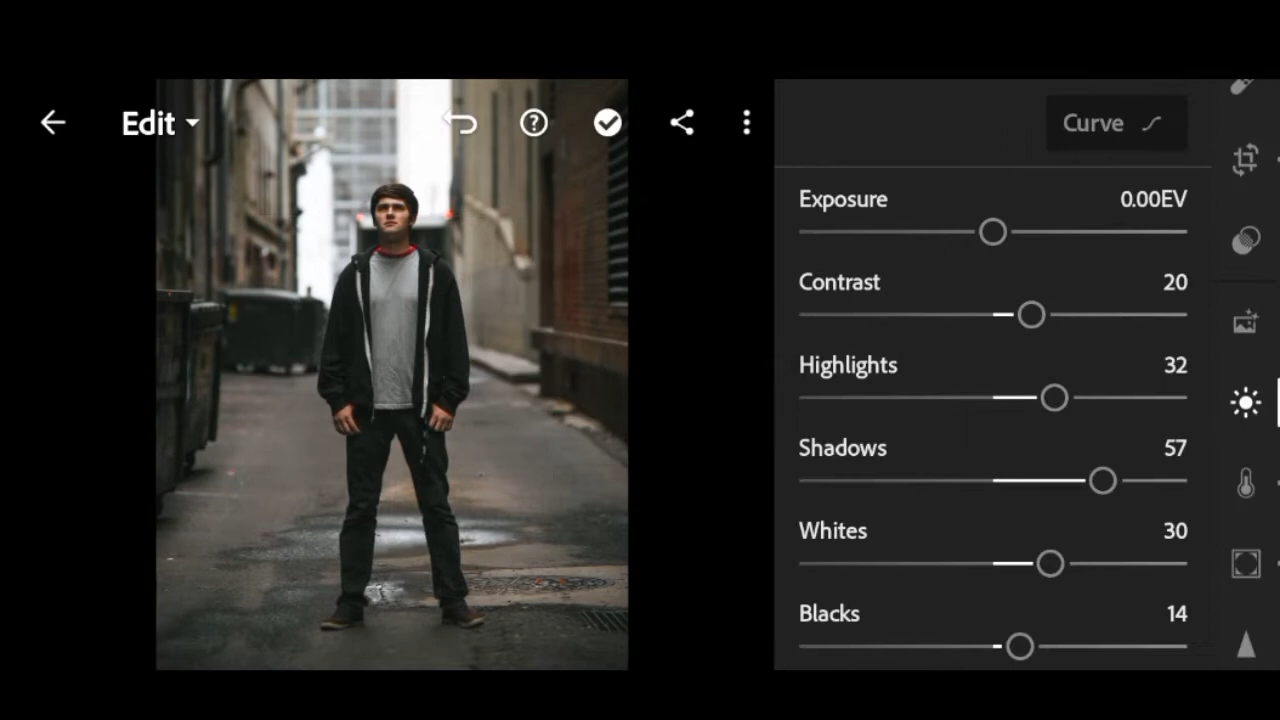 Edit
Curve
Exposure 0.00EV
Contrast 20
Highlights 32
Shadows 57
Whites 30
Blacks 14